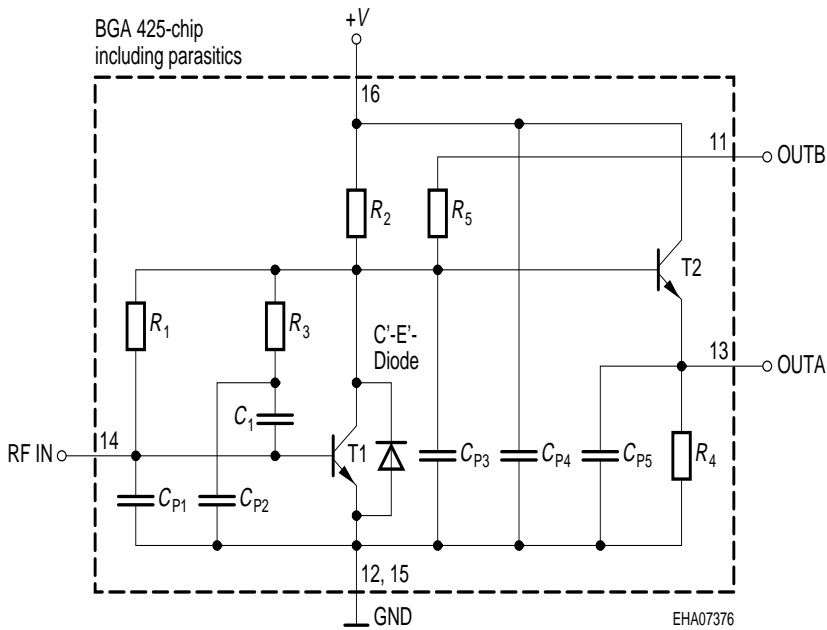 BGA 425-chip
including parasitics
+V
16
11
OUTB
R2
R5
T2
R1
R3
C'-E'-
Diode
13
OUTA
C1
14
RF IN
T1
CP1
CP2
CP3
CP4
CP5
R4
12, 15
GND
EHA07376